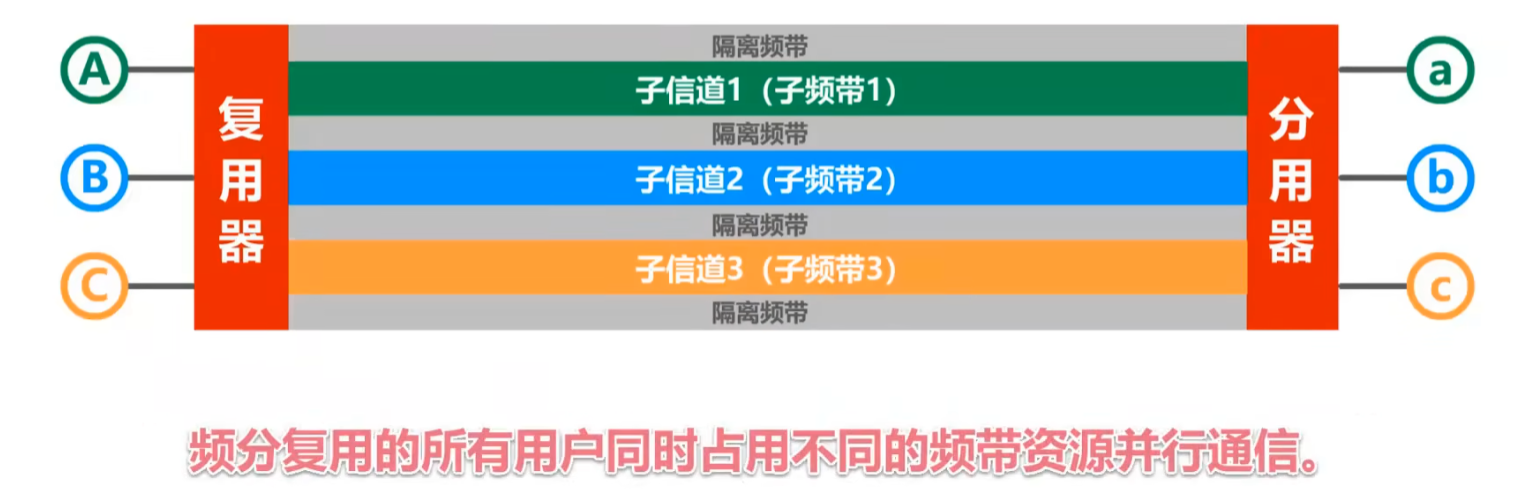 隔离频带
A
子信道1（子频带1）
a
隔离频带
复用器
分用器
B
子信道2（子频带2）
b
隔离频带
C
子信道3（子频带3）
c
隔离频带
频分复用的所有用户同时占用不同的频带资源并行通信。